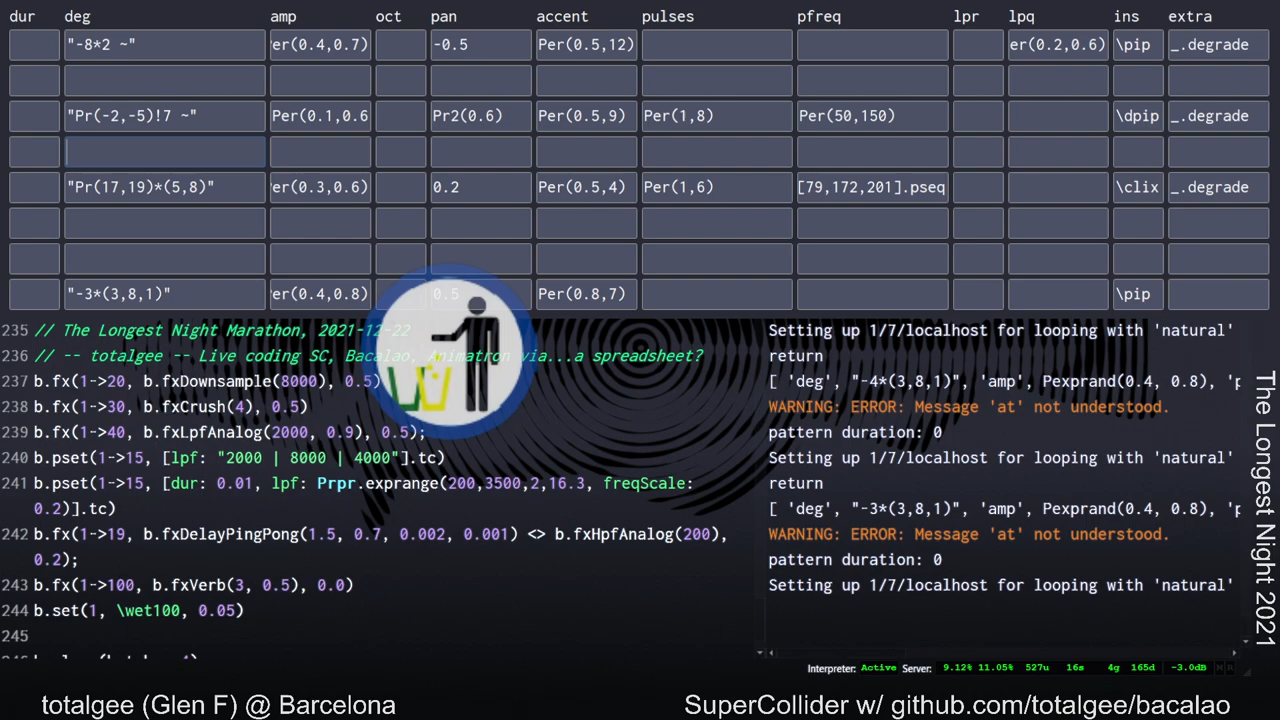 dur deg amp oct pan accent pulses pfreq lpr lpq ins extra
"-8*2 ~" er(0.4,0.7) -0.5 Per(0.5,12) er(0.2,0.6) \pip _.degrade
"Pr(-2,-5)!7 ~" Per(0.1,0.6 Pr2(0.6) Per(0.5,9) Per(1,8) Per(50,150) \dpip _.degrade
"Pr(17,19)*(5,8)" er(0.3,0.6) 0.2 Per(0.5,4) Per(1,6) [79,172,201].pseq \clix _.degrade
"-3*(3,8,1)" er(0.4,0.8) 0.5 Per(0.8,7) \pip
235 // The Longest Night Marathon, 2021-12-22
236 // -- totalgee -- Live coding SC, Bacalao, Animatron via...a spreadsheet?
237 b.fx(1->20, b.fxDownsample(8000), 0.5)
238 b.fx(1->30, b.fxCrush(4), 0.5)
239 b.fx(1->40, b.fxLpfAnalog(2000, 0.9), 0.5);
240 b.pset(1->15, [lpf: "2000 | 8000 | 4000"].tc)
241 b.pset(1->15, [dur: 0.01, lpf: Prpr.exprange(200,3500,2,16.3, freqScale:
0.2)].tc)
242 b.fx(1->19, b.fxDelayPingPong(1.5, 0.7, 0.002, 0.001) <> b.fxHpfAnalog(200),
0.2);
243 b.fx(1->100, b.fxVerb(3, 0.5), 0.0)
244 b.set(1, \wet100, 0.05)
245
Setting up 1/7/localhost for looping with 'natural'
return
[ 'deg', "-4*(3,8,1)", 'amp', Pexprand(0.4, 0.8), 'p
WARNING: ERROR: Message 'at' not understood.
pattern duration: 0
Setting up 1/7/localhost for looping with 'natural'
return
[ 'deg', "-3*(3,8,1)", 'amp', Pexprand(0.4, 0.8), 'p
WARNING: ERROR: Message 'at' not understood.
pattern duration: 0
Setting up 1/7/localhost for looping with 'natural'
Interpreter: Active Server: 9.12% 11.05% 527u 16s 4g 165d -3.0dB M R
The Longest Night 2021
totalgee (Glen F) @ Barcelona
SuperCollider w/ github.com/totalgee/bacalao